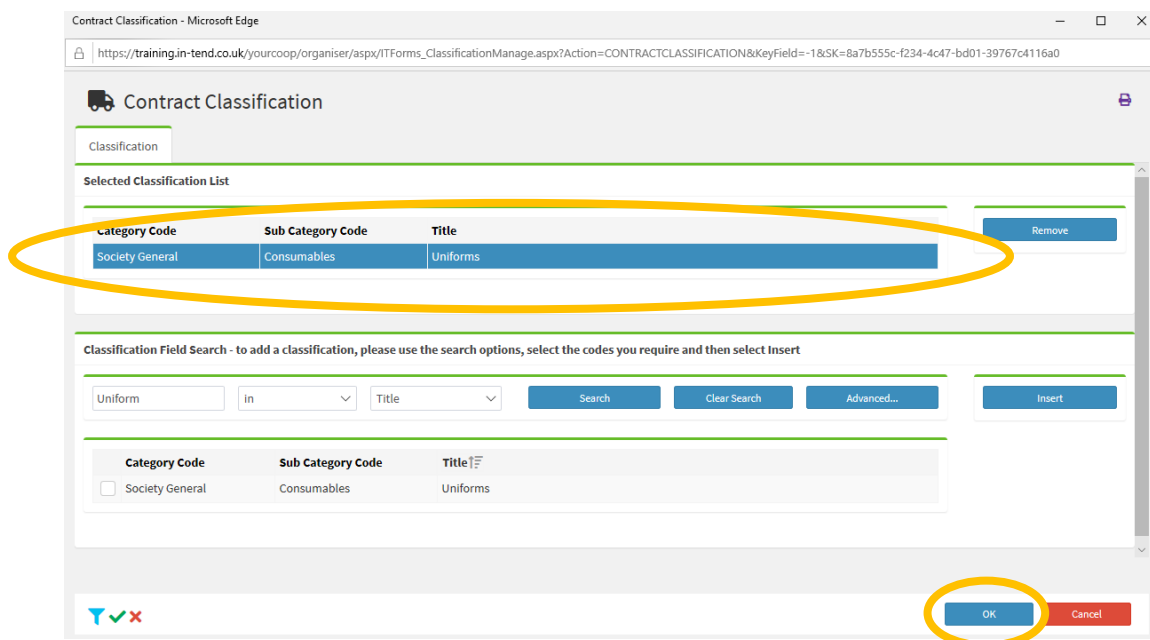 Contract Classification - Microsoft Edge
https://training.in-tend.co.uk/yourcoop/organiser/aspx/ITForms_ClassificationManage.aspx?Action=CONTRACTCLASSIFICATION&KeyField=-1&SK=8a7b555c-f234-4c47-bd01-39767c4116a0
Contract Classification
Classification
Selected Classification List
Category Code Sub Category Code Title
Remove
Society General Consumables Uniforms
Classification Field Search - to add a classification, please use the search options, select the codes you require and then select Insert
Uniform in Title Search Clear Search Advanced... Insert
Category Code Sub Category Code Title
Society General Consumables Uniforms
OK Cancel